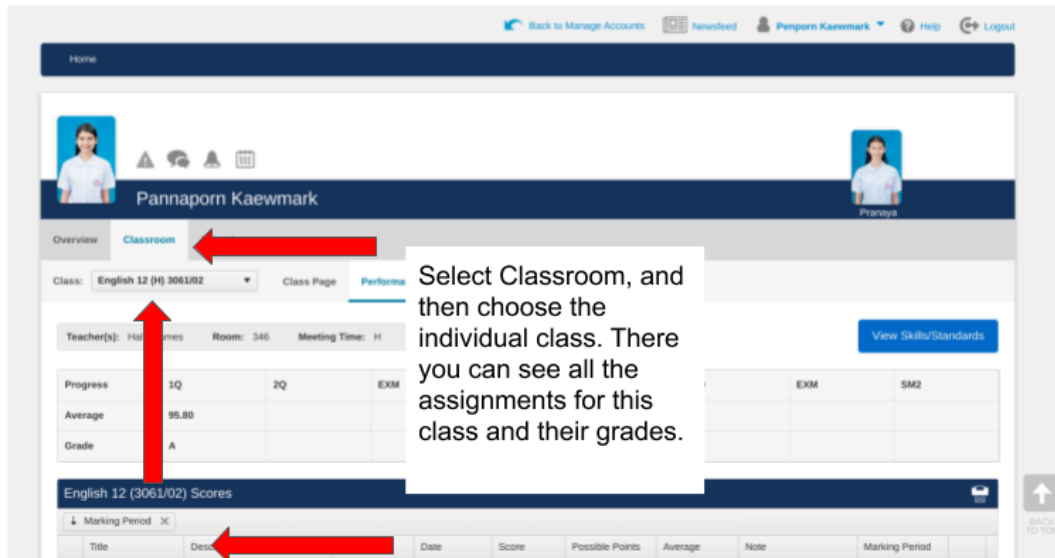 Back to Manage Accounts Newsfeed Penporn Kaewmark Help Logout
Home
Pannaporn Kaewmark
Pranaya
Overview Classroom
Class: English 12 (H) 3061/02 Class Page
Select Classroom, and
then choose the
individual class. There
you can see all the
assignments for this
class and their grades.
Teacher(s): Room: 346 Meeting Time: H
View Skills/Standards
Progress 1Q 2Q EXM EXM SM2
Average 95.80
Grade A
English 12 (3061/02) Scores
Marking Period
Title Date Score Possible Points Average Note Marking Period
BACK